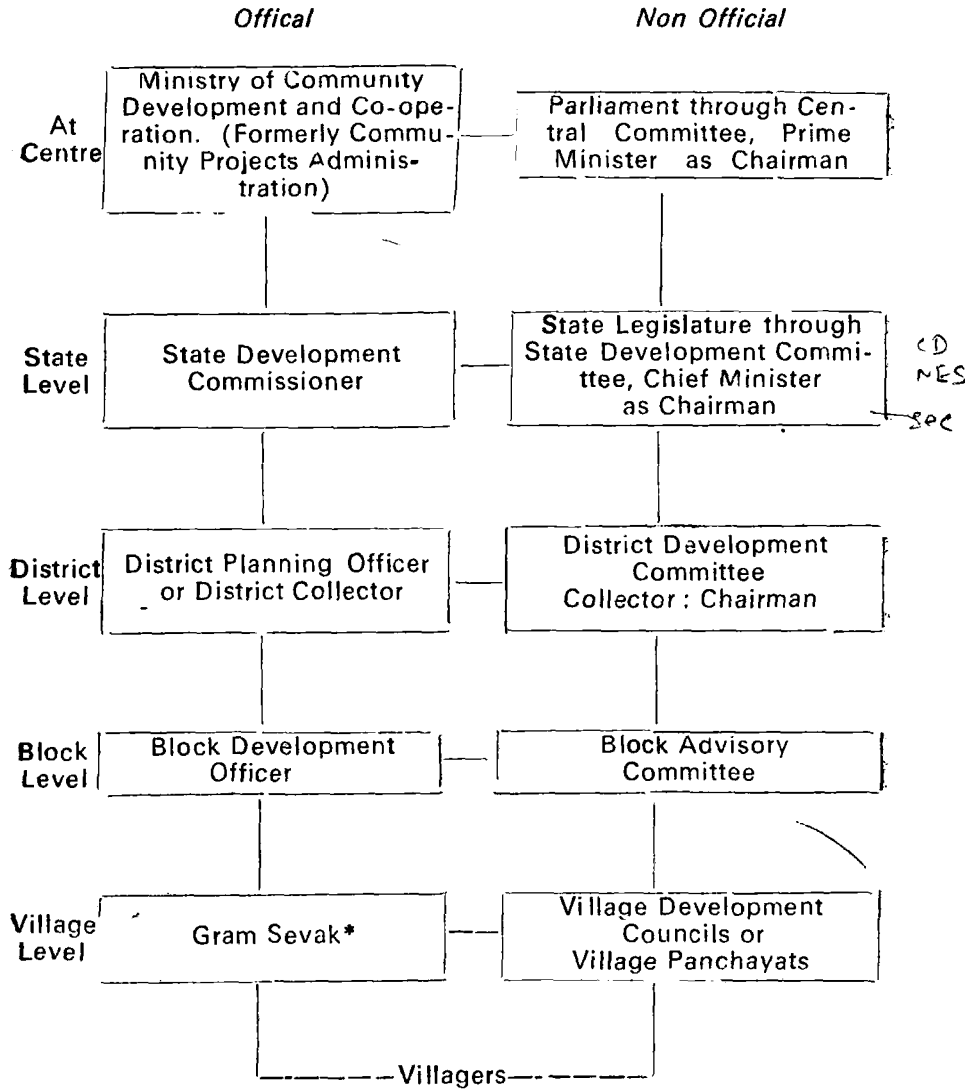 Offical
Non Official
At
Centre
Ministry of Community
Development and Co-ope-
ration. (Formerly Commu-
nity Projects Adminis-
tration)
Parliament through Cen-
tral Committee, Prime
Minister as Chairman
State
Level
State Development
Commissioner
State Legislature through
State Development Commi-
ttee, Chief Minister
as Chairman
CD
NES
sec
District
Level
District Planning Officer
or District Collector
District Development
Committee
Collector : Chairman
Block
Level
Block Development
Officer
Block Advisory
Committee
Village
Level
Gram Sevak*
Village Development
Councils or
Village Panchayats
Villagers